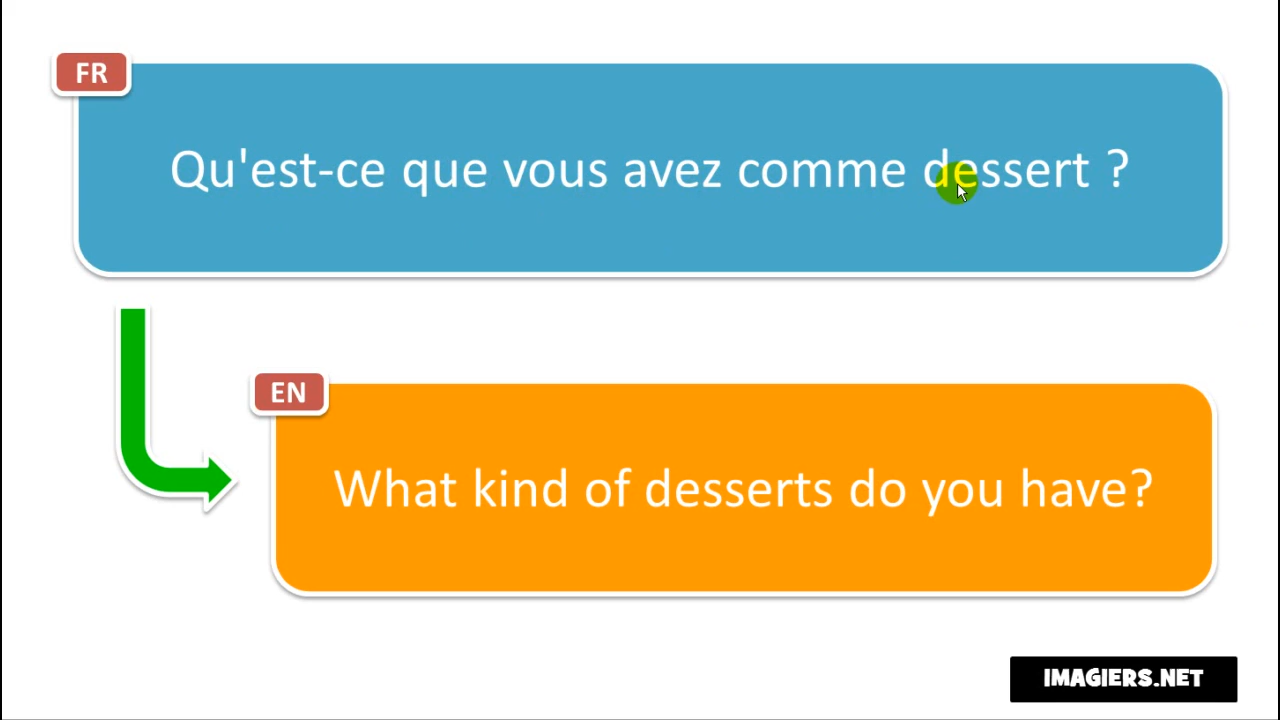 FR
Qu'est-ce que vous avez comme dessert ?
EN
What kind of desserts do you have?
IMAGIERS.NET